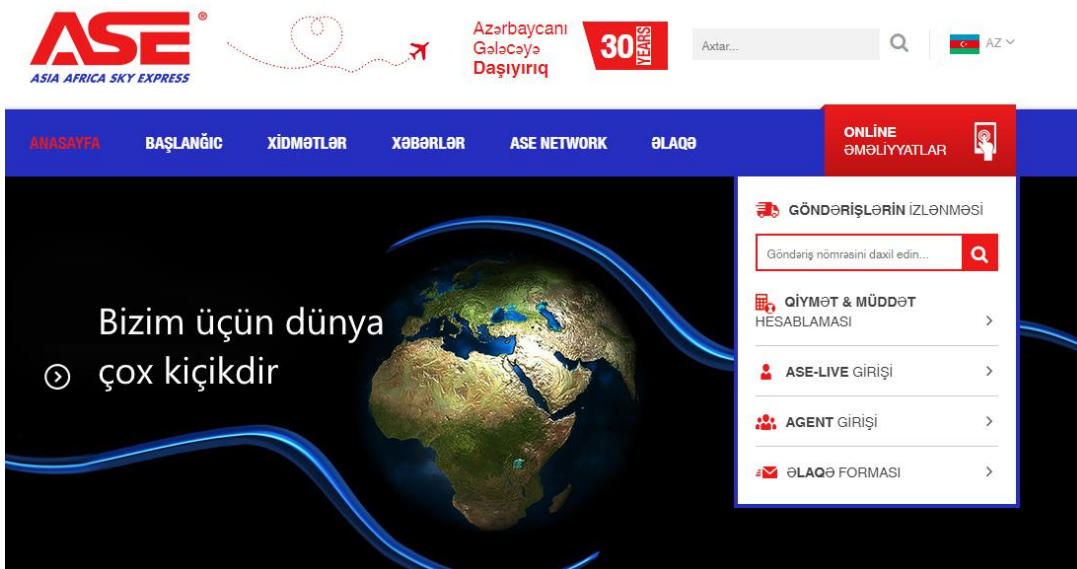 ASE®
ASIA AFRICA SKY EXPRESS
Azərbaycanı
Gələcəyə
Daşıyırıq
30 YEARS
Axtar...
AZ
ANASAYFA BAŞLANĞIC XİDMƏTLƏR XƏBƏRLƏR ASE NETWORK ƏLAQƏ
ONLİNE
ƏMƏLİYYATLAR
GÖNDƏRİŞLƏRİN İZLƏNMƏSİ
Göndəriş nömrəsini daxil edin...
QİYMƏT & MÜDDƏT
HESABLAMASI
ASE-LIVE GİRİŞİ
AGENT GİRİŞİ
ƏLAQƏ FORMASI
Bizim üçün dünya
çox kiçikdir